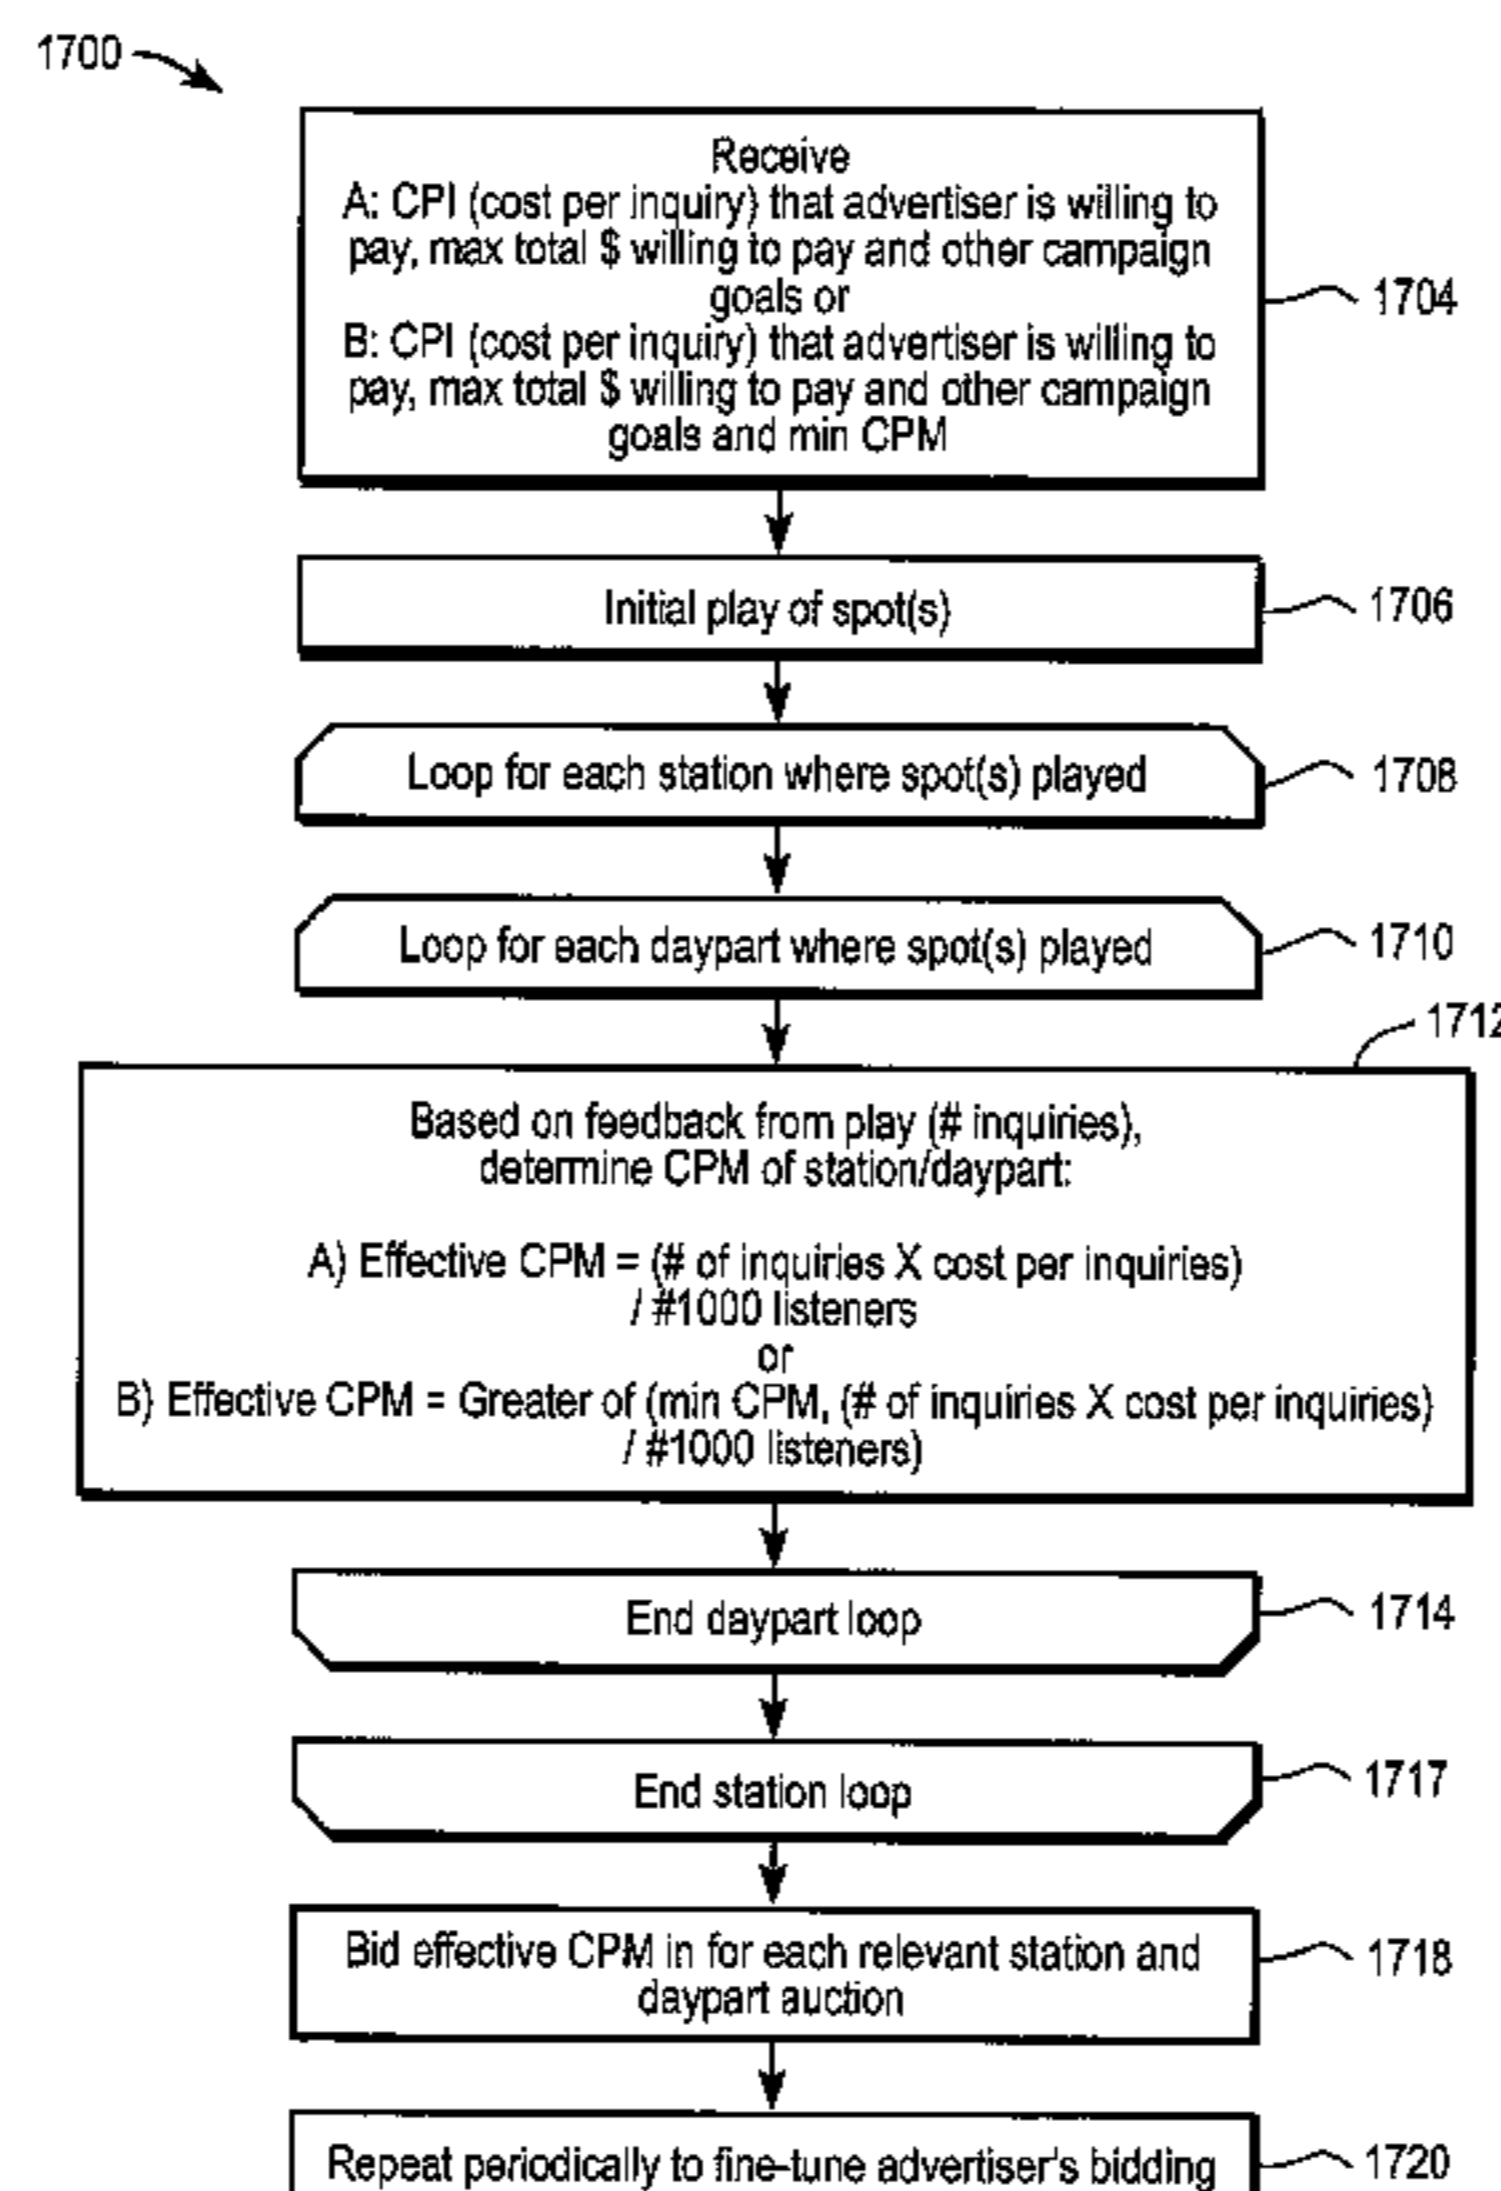 1700
Receive
A: CPI (cost per inquiry) that advertiser is willing to
pay, max total $ willing to pay and other campaign
goals or
B: CPI (cost per inquiry) that advertiser is willing to
pay, max total $ willing to pay and other campaign
goals and min CPM
1704
Initial play of spot(s)
1706
Loop for each station where spot(s) played
1708
Loop for each daypart where spot(s) played
1710
1712
Based on feedback from play (# inquiries),
determine CPM of station/daypart:
A) Effective CPM = (# of inquiries X cost per inquiries)
/ #1000 listeners
or
B) Effective CPM = Greater of (min CPM, (# of inquiries X cost per inquiries)
/ #1000 listeners)
End daypart loop
1714
End station loop
1717
Bid effective CPM in for each relevant station and
daypart auction
1718
Repeat periodically to fine-tune advertiser's bidding
1720